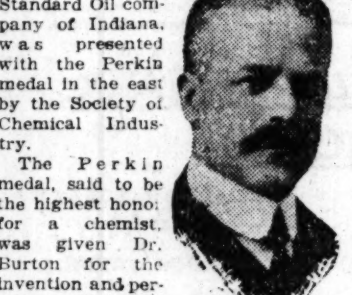 Standard Oil com-
pany of Indiana,
was presented
with the Perkin
medal in the east
by the Society of
Chemical Indus-
try.
The Perkin
medal, said to be
the highest honor
for a chemist,
was given Dr.
Burton for the
invention and per-